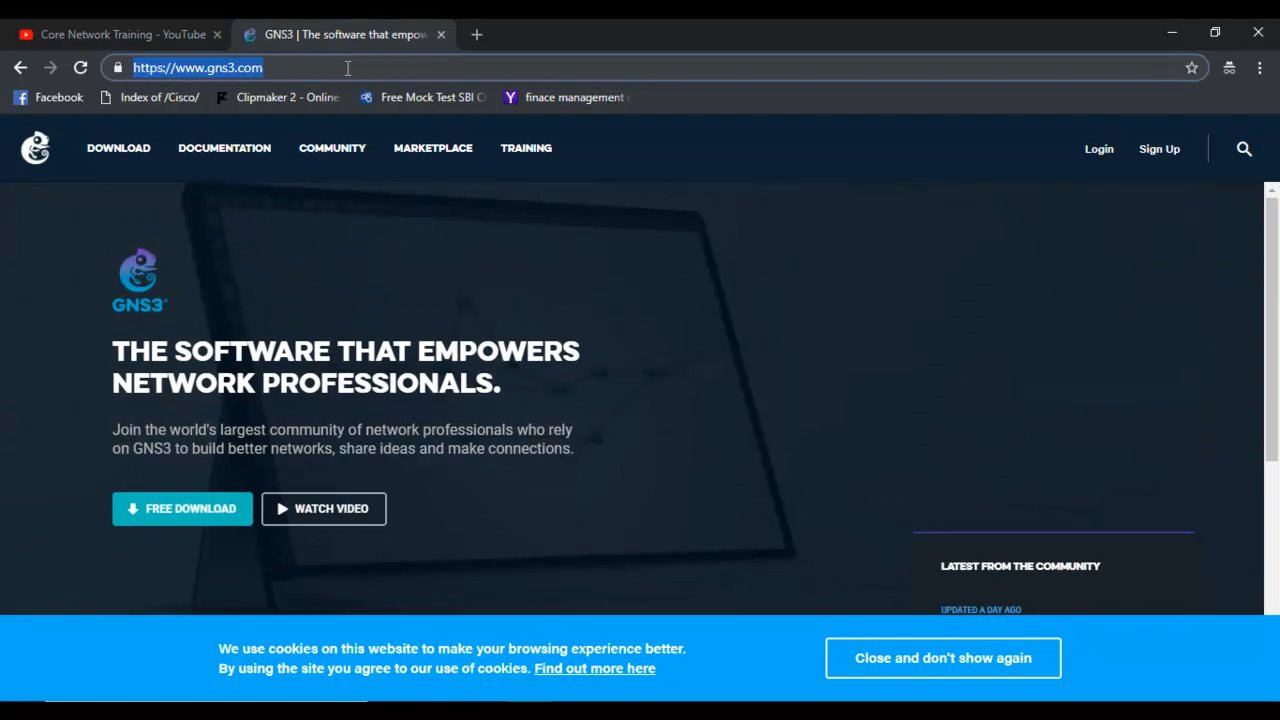 Core Network Training - YouTube
GNS3 | The software that empow
https://www.gns3.com
Facebook
Index of /Cisco/
Clipmaker 2 - Online
Free Mock Test SBI C
finace management
DOWNLOAD
DOCUMENTATION
COMMUNITY
MARKETPLACE
TRAINING
Login
Sign Up
GNS3
THE SOFTWARE THAT EMPOWERS
NETWORK PROFESSIONALS.
Join the world's largest community of network professionals who rely
on GNS3 to build better networks, share ideas and make connections.
FREE DOWNLOAD
WATCH VIDEO
LATEST FROM THE COMMUNITY
UPDATED A DAY AGO
We use cookies on this website to make your browsing experience better.
By using the site you agree to our use of cookies. Find out more here
Close and don't show again